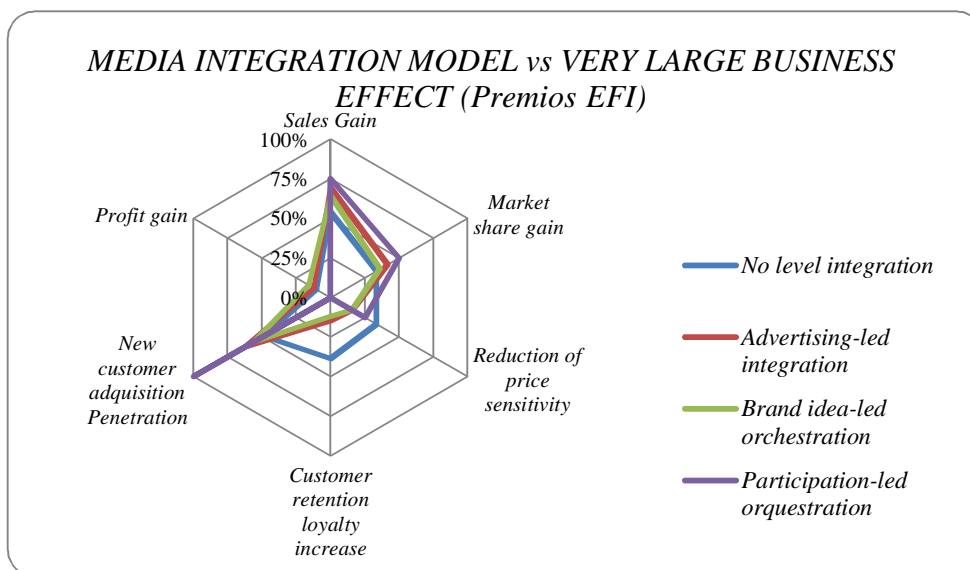 MEDIA INTEGRATION MODEL vs VERY LARGE BUSINESS
EFFECT (Premios EFI)
Sales Gain
100%
75%
50%
25%
0%
Market
share gain
Reduction of
price
sensitivity
Customer
retention
loyalty
increase
New
customer
adquisition
Penetration
Profit gain
No level integration
Advertising-led
integration
Brand idea-led
orchestration
Participation-led
orquestration